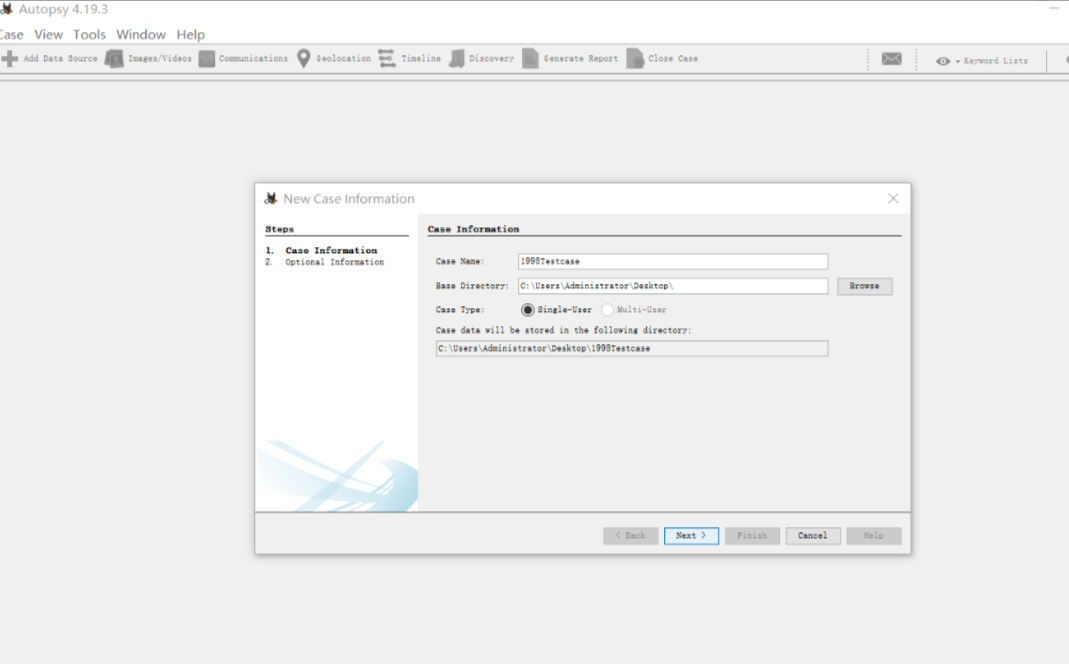 Autopsy 4.19.3
Case View Tools Window Help
Add Data Source Images/Videos Communications Geolocation Timeline Discovery Generate Report Close Case Keyword Lists
New Case Information
Steps
1. Case Information
2. Optional Information
Case Information
Case Name: 1998Testcase
Base Directory: C:\Users\Administrator\Desktop\ Browse
Case Type: Single-User Multi-User
Case data will be stored in the following directory:
C:\Users\Administrator\Desktop\1998Testcase
< Back Next > Finish Cancel Help